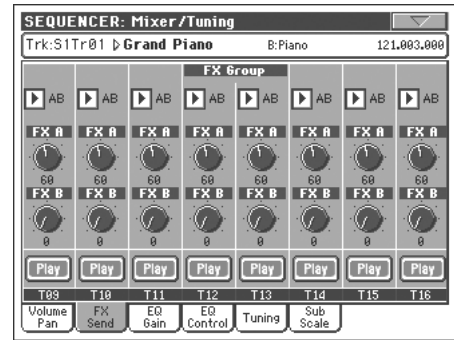 SEQUENCER: Mixer/Tuning
Trk:S1Tr01 Grand Piano B:Piano 121.003.000
FX Group
AB AB AB AB AB AB AB AB
FX A FX A FX A FX A FX A FX A FX A FX A
60 60 60 60 60 60 60 60
FX B FX B FX B FX B FX B FX B FX B FX B
0 0 0 0 0 0 0 0
Play Play Play Play Play Play Play Play
T09 T10 T11 T12 T13 T14 T15 T16
Volume Pan FX Send EQ Gain EQ Control Tuning Sub Scale